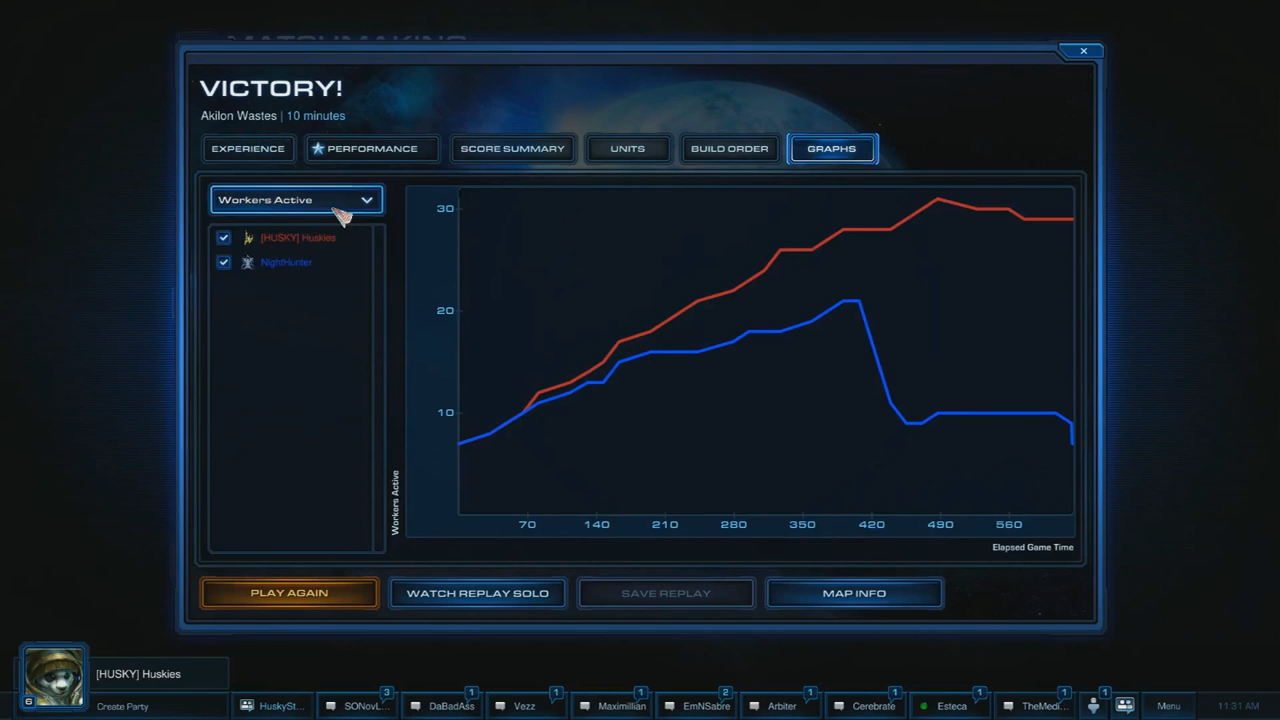 VICTORY!
Akilon Wastes | 10 minutes
EXPERIENCE
PERFORMANCE
SCORE SUMMARY
UNITS
BUILD ORDER
GRAPHS
Workers Active
[HUSKY] Huskies
NightHunter
30
20
10
Workers Active
70 140 210 280 350 420 490 560
Elapsed Game Time
PLAY AGAIN
WATCH REPLAY SOLO
SAVE REPLAY
MAP INFO
6
[HUSKY] Huskies
Create Party
HuskySt...
3
SONovL...
1
DaBadAss
1
Vezz
1
Maximillian
2
EmNSabre
1
Arbiter
1
Cerebrate
1
Esteca
1
TheMedi...
1
Menu
11:31 AM